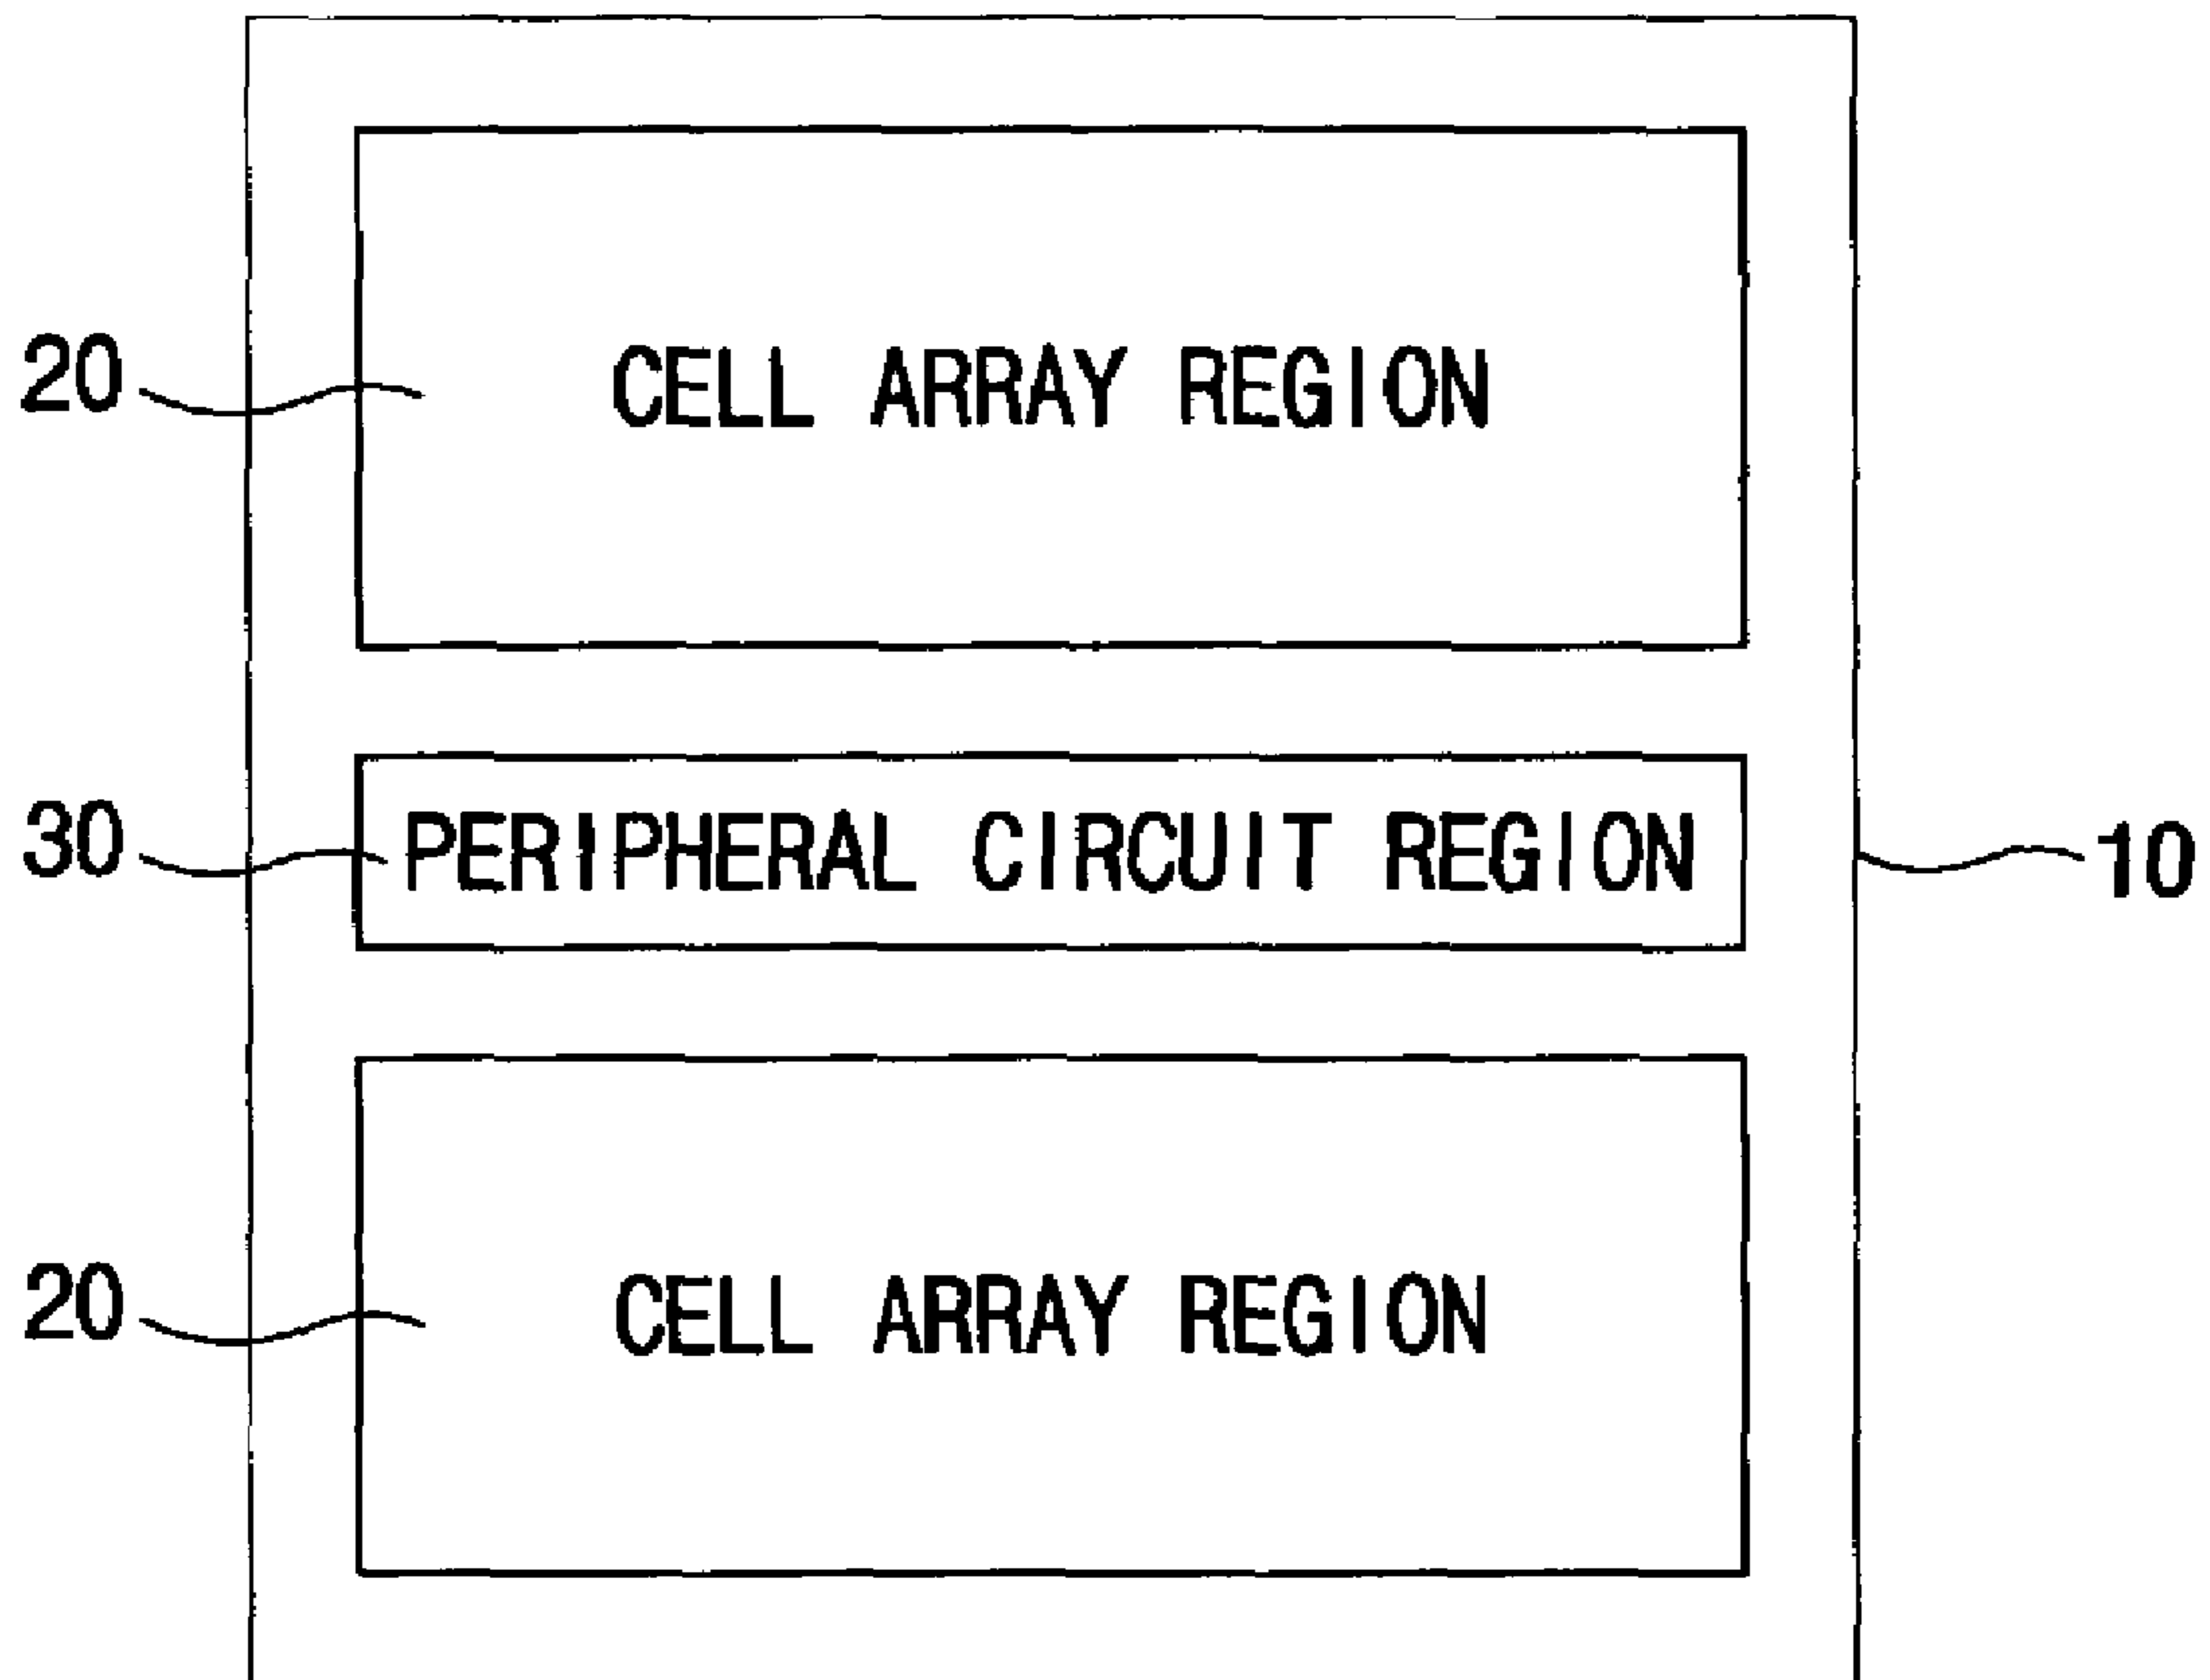 20
CELL ARRAY REGION
30
PERIPHERAL CIRCUIT REGION
10
20
CELL ARRAY REGION